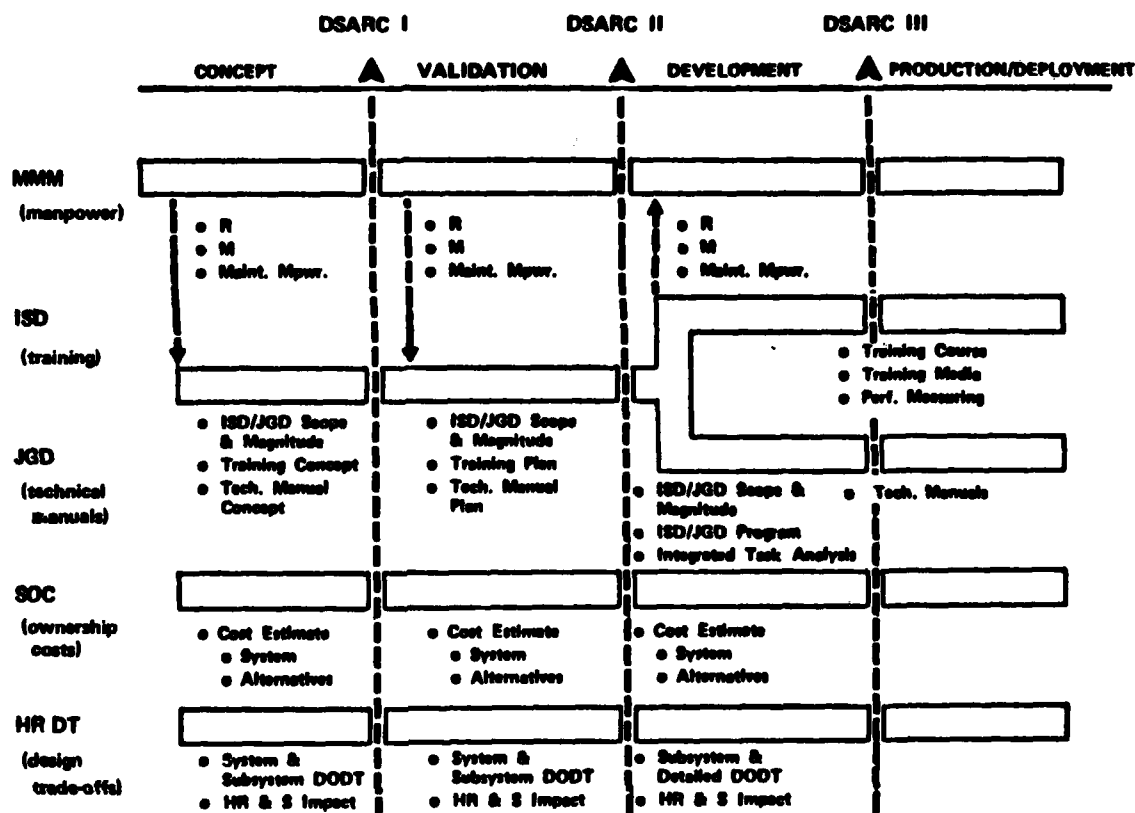 DSARC I
DSARC II
DSARC III
CONCEPT
VALIDATION
DEVELOPMENT
PRODUCTION/DEPLOYMENT
MMM
(manpower)
• R
• M
• Maint. Mpwr.
• R
• M
• Maint. Mpwr.
• R
• M
• Maint. Mpwr.
ISD
(training)
• Training Course
• Training Media
• Perf. Measuring
JGD
(technical
manuals)
• ISD/JGD Scope
& Magnitude
• Training Concept
• Tech. Manual
Concept
• ISD/JGD Scope
& Magnitude
• Training Plan
• Tech. Manual
Plan
• ISD/JGD Scope &
Magnitude
• ISD/JGD Program
• Integrated Task Analysis
• Tech. Manuals
SOC
(ownership
costs)
• Cost Estimate
• System
• Alternatives
• Cost Estimate
• System
• Alternatives
• Cost Estimate
• System
• Alternatives
HR DT
(design
trade-offs)
• System &
Subsystem DODT
• HR & S Impact
• System &
Subsystem DODT
• HR & S Impact
• Subsystem &
Detailed DODT
• HR & S Impact